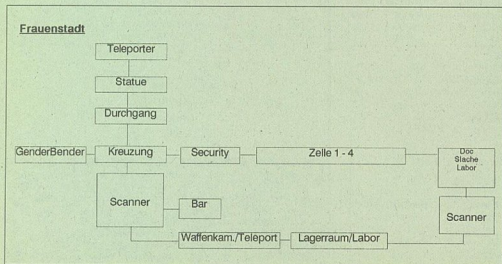 Frauenstadt
Teleporter
Statue
Durchgang
GenderBender
Kreuzung
Security
Zelle 1 - 4
Doc
Slache
Labor
Scanner
Bar
Scanner
Waffenkam./Teleport
Lagerraum/Labor